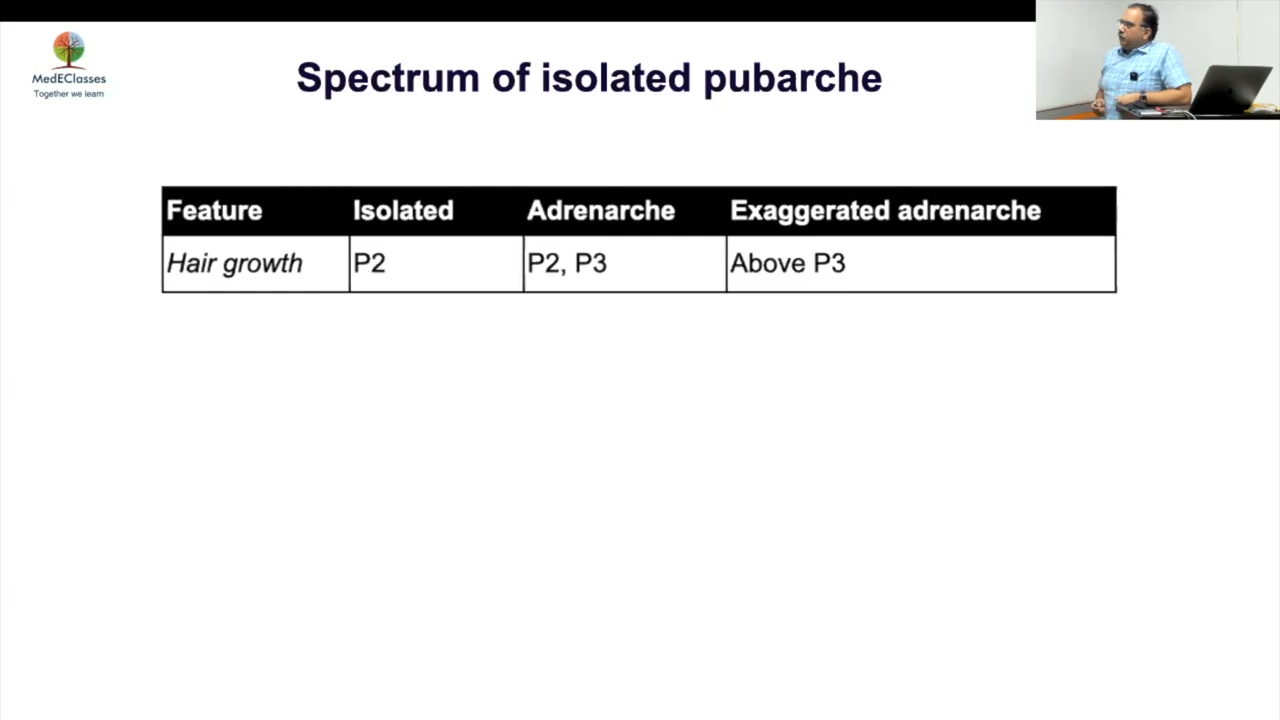 MedEClasses
Together we learn
Spectrum of isolated pubarche
Feature Isolated Adrenarche Exaggerated adrenarche
Hair growth P2 P2, P3 Above P3